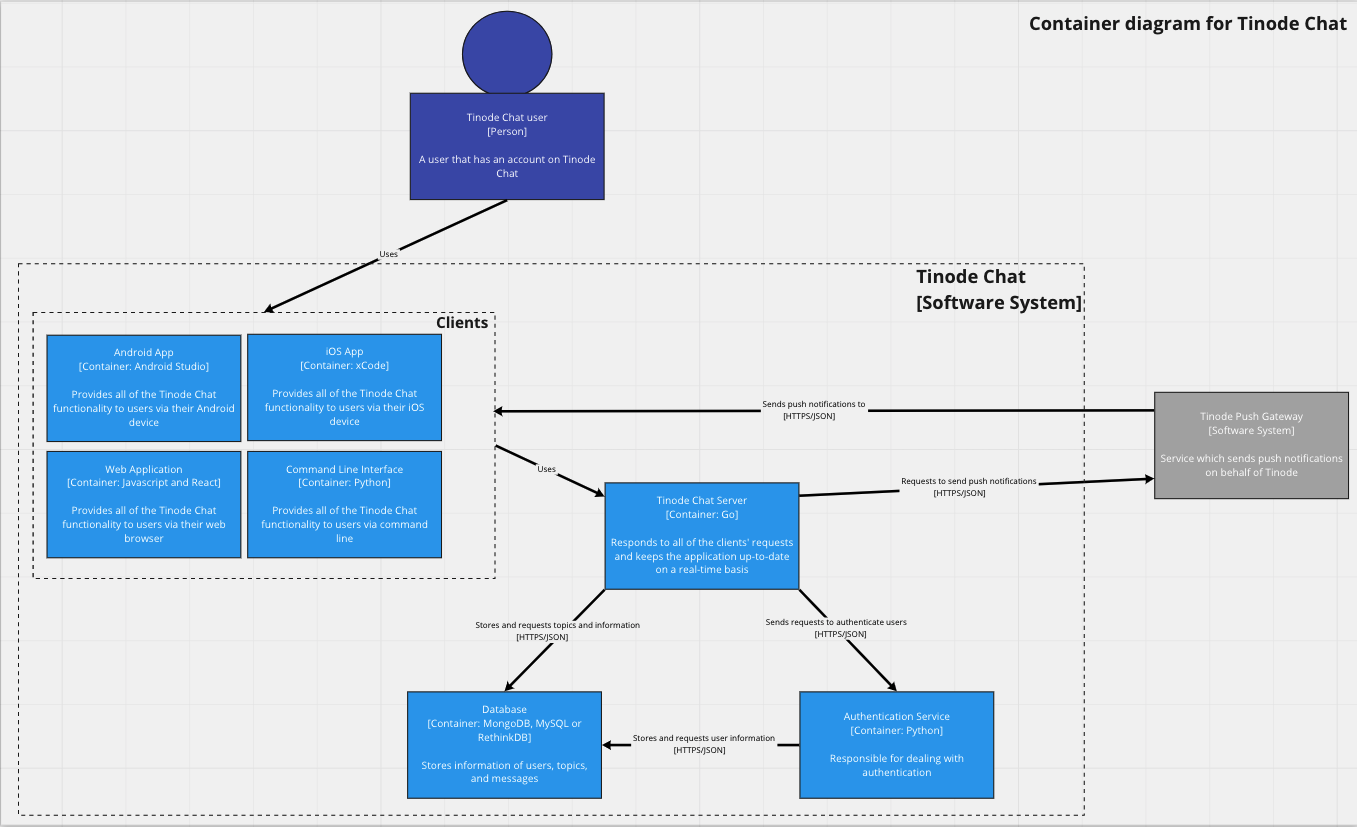 Container diagram for Tinode Chat
Tinode Chat user
[Person]
A user that has an account on Tinode
Chat
Uses
Tinode Chat
[Software System]
Clients
Android App
[Container: Android Studio]
Provides all of the Tinode Chat
functionality to users via their Android
device
iOS App
[Container: xCode]
Provides all of the Tinode Chat
functionality to users via their iOS
device
Web Application
[Container: Javascript and React]
Provides all of the Tinode Chat
functionality to users via their web
browser
Command Line Interface
[Container: Python]
Provides all of the Tinode Chat
functionality to users via command
line
Sends push notifications to
[HTTPS/JSON]
Tinode Push Gateway
[Software System]
Service which sends push notifications
on behalf of Tinode
Uses
Requests to send push notifications
[HTTPS/JSON]
Tinode Chat Server
[Container: Go]
Responds to all of the clients' requests
and keeps the application up-to-date
on a real-time basis
Stores and requests topics and information
[HTTPS/JSON]
Sends requests to authenticate users
[HTTPS/JSON]
Database
[Container: MongoDB, MySQL or
RethinkDB]
Stores information of users, topics,
and messages
Stores and requests user information
[HTTPS/JSON]
Authentication Service
[Container: Python]
Responsible for dealing with
authentication